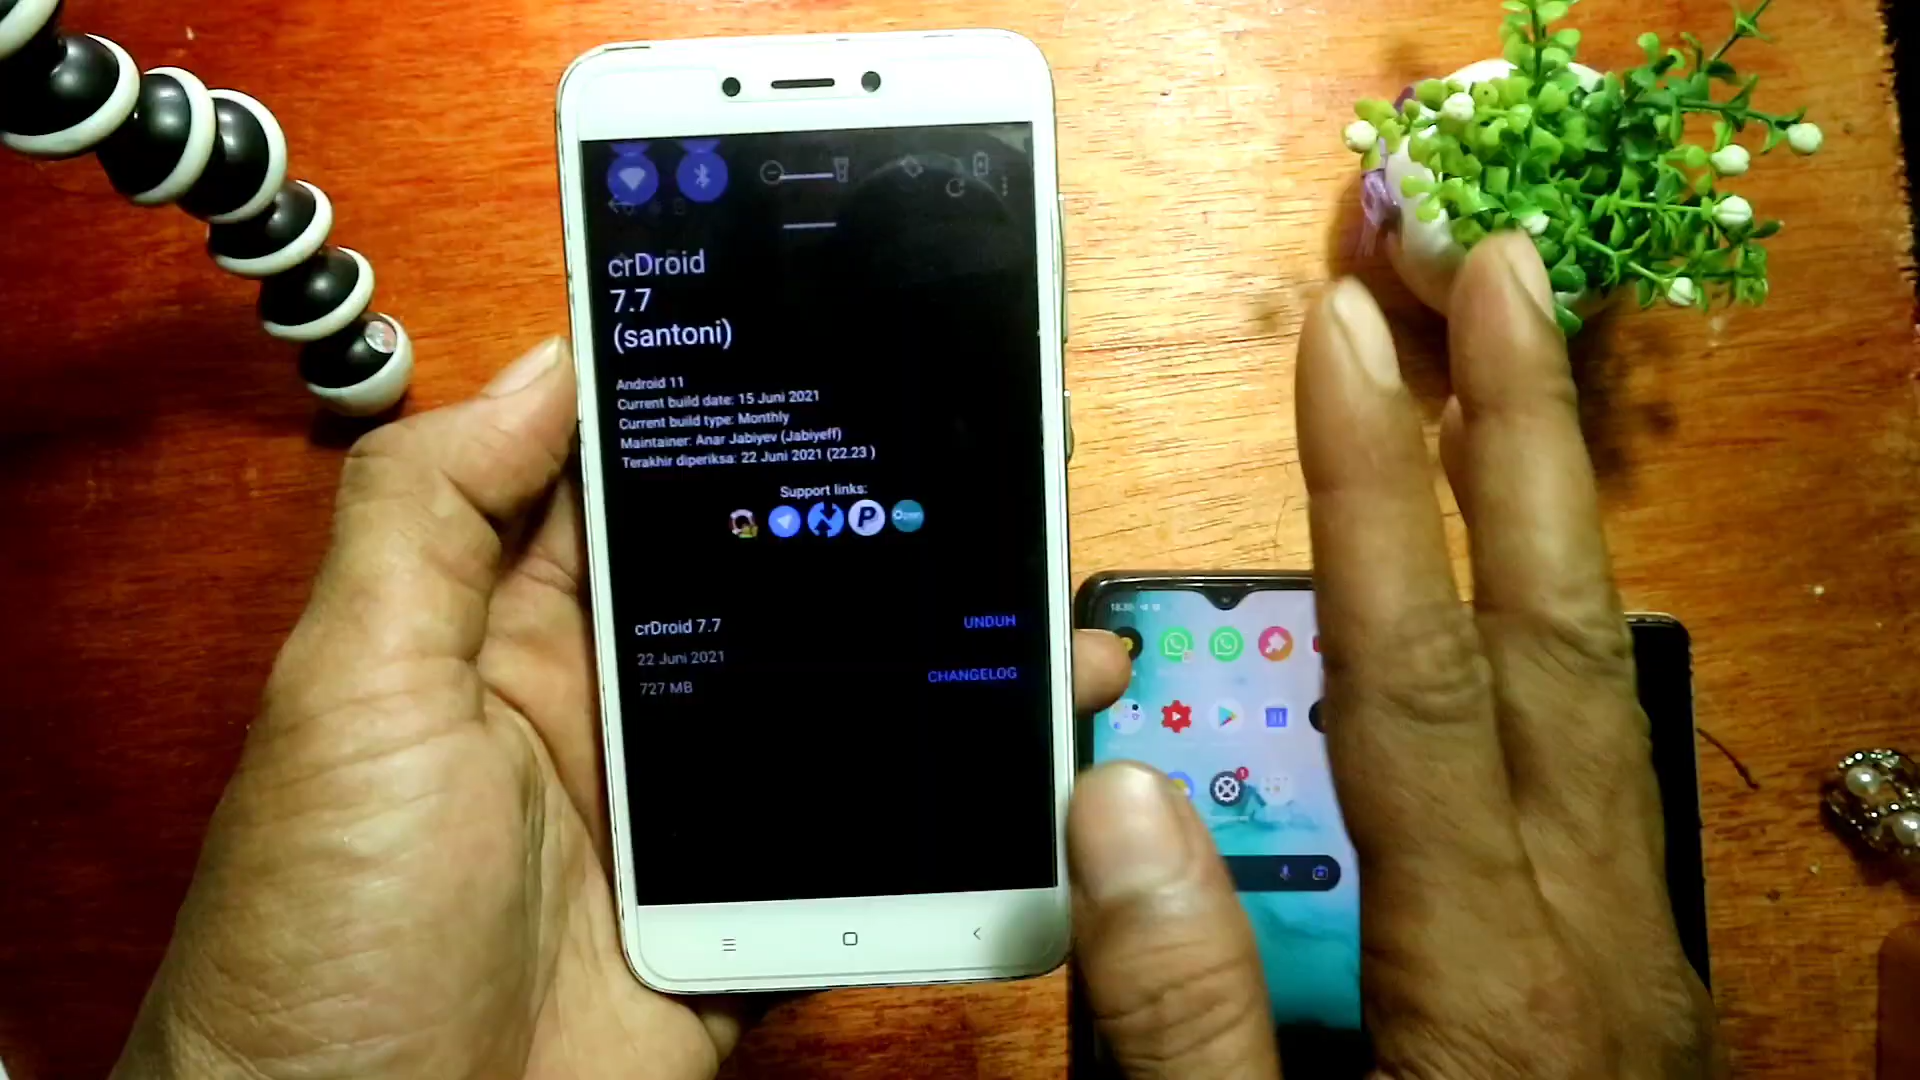 crDroid
7.7
(santoni)
Android 11
Current build date: 15 Juni 2021
Current build type: Monthly
Maintainer: Anar Jabiyev (Jabiyeff)
Terakhir diperiksa: 22 Juni 2021 (22.23 )
Support links:
crDroid 7.7
UNDUH
22 Juni 2021
CHANGELOG
727 MB